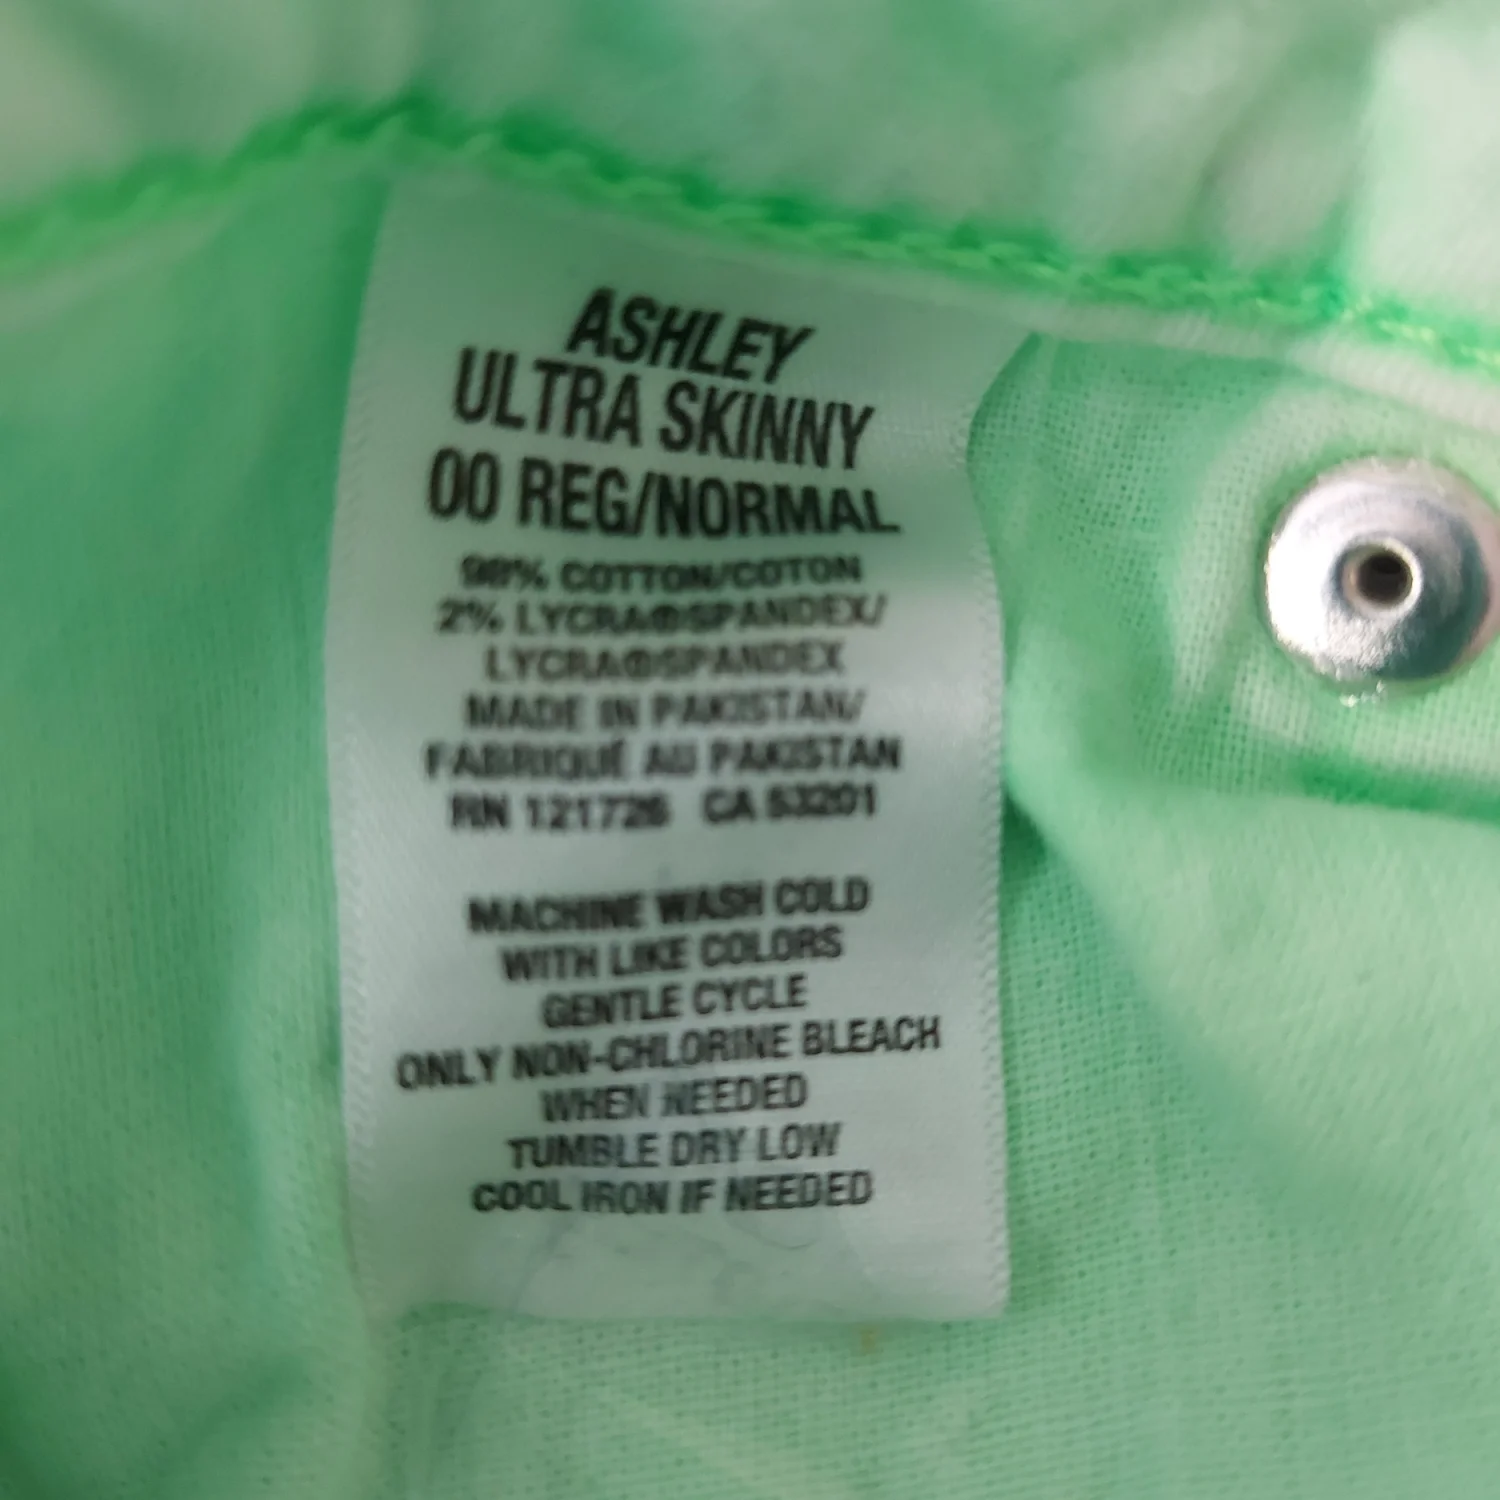 ASHLEY
ULTRA SKINNY
00 REG/NORMAL
98% COTTON/COTON
2% LYCRA®SPANDEX/
LYCRA®SPANDEX
MADE IN PAKISTAN/
FABRIQUÉ AU PAKISTAN
RN 121726 CA 53201
MACHINE WASH COLD
WITH LIKE COLORS
GENTLE CYCLE
ONLY NON-CHLORINE BLEACH
WHEN NEEDED
TUMBLE DRY LOW
COOL IRON IF NEEDED